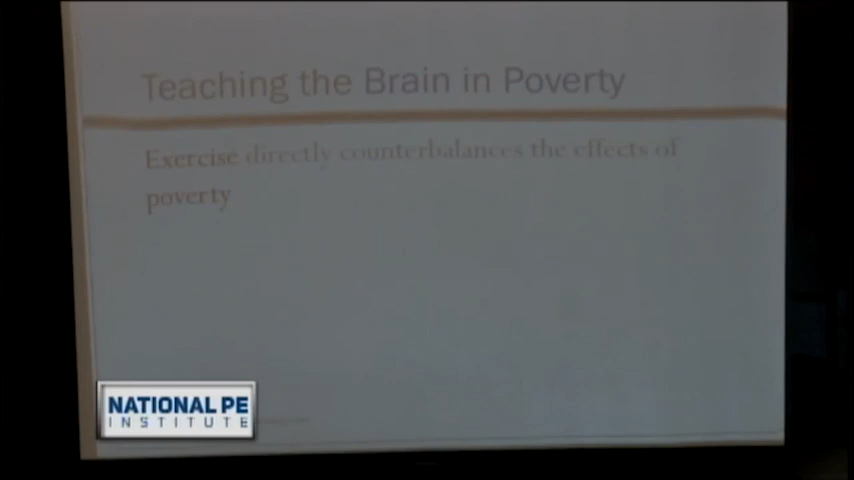 Teaching the Brain in Poverty
Exercise directly counterbalances the effects of
poverty
NATIONAL PE
INSTITUTE